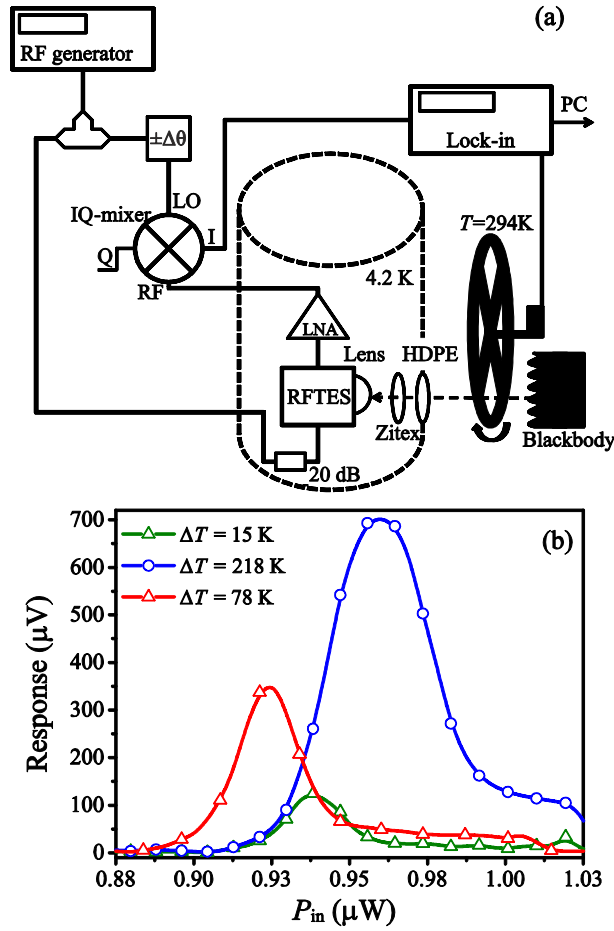 (a)
RF generator
PC
±Δθ
Lock-in
LO
IQ-mixer
I
T=294K
Q
RF
4.2 K
LNA
Lens
HDPE
RFTES
Zitex
Blackbody
20 dB
(b)
700
600
500
400
300
200
100
0
Response (μV)
ΔT = 15 K
ΔT = 218 K
ΔT = 78 K
0.88 0.90 0.93 0.95 0.98 1.00 1.03
Pin (μW)